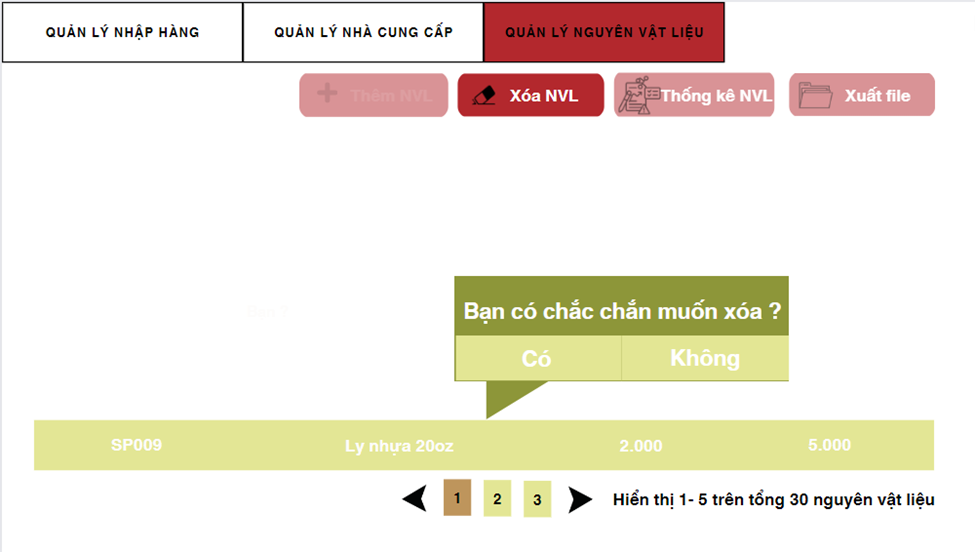 QUẢN LÝ NHẬP HÀNG QUẢN LÝ NHÀ CUNG CẤP QUẢN LÝ NGUYÊN VẬT LIỆU
Thêm NVL Xóa NVL Thống kê NVL Xuất file
Bạn có chắc chắn muốn xóa ?
Có Không
SP009 Ly nhựa 20oz 2.000 5.000
1 2 3 Hiển thị 1- 5 trên tổng 30 nguyên vật liệu